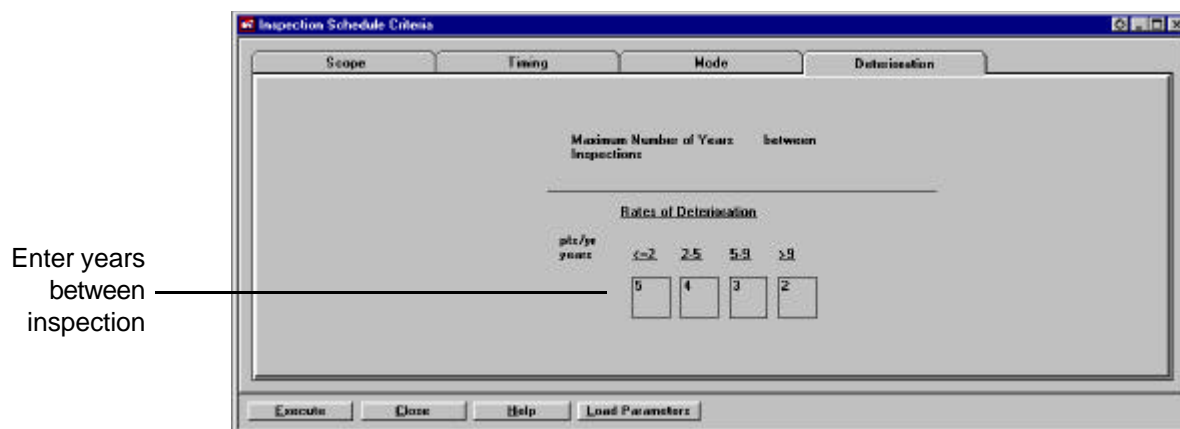 Inspection Schedule Criteria
Scope Timing Mode Deterioration
Maximum Number of Years between
Inspections
Rates of Deterioration
pts/yr
years <=2 2-5 5-9 >9
5 4 3 2
Enter years
between
inspection
Execute Close Help Load Parameters